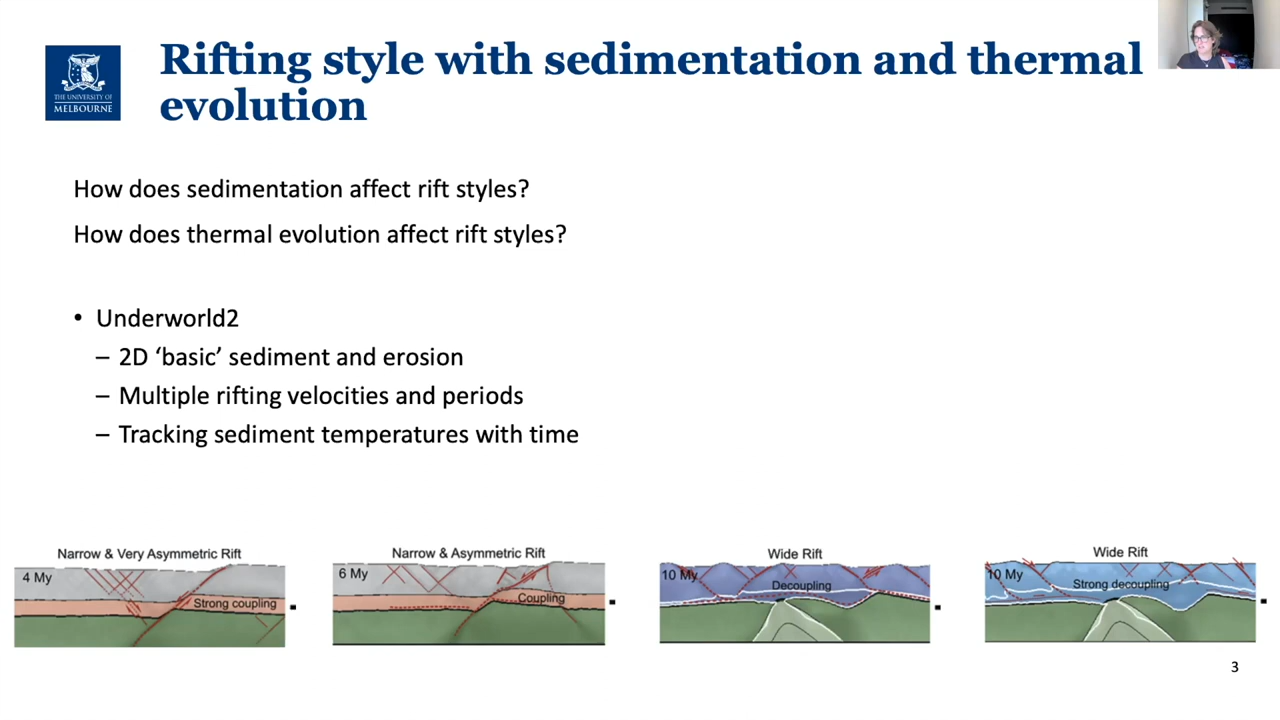 THE UNIVERSITY OF
MELBOURNE
Rifting style with sedimentation and thermal
evolution
How does sedimentation affect rift styles?
How does thermal evolution affect rift styles?
• Underworld2
– 2D ‘basic’ sediment and erosion
– Multiple rifting velocities and periods
– Tracking sediment temperatures with time
Narrow & Very Asymmetric Rift
4 My
Strong coupling
Narrow & Asymmetric Rift
6 My
Coupling
Wide Rift
10 My
Decoupling
Wide Rift
10 My
Strong decoupling
3